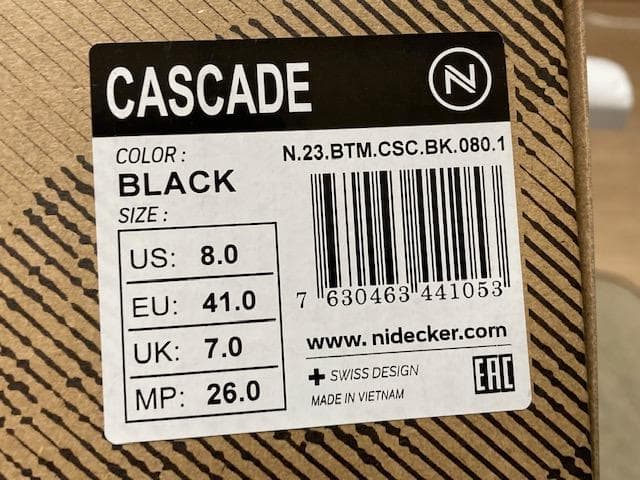 CASCADE
N
COLOR :
N.23.BTM.CSC.BK.080.1
BLACK
SIZE :
US: 8.0
EU: 41.0
UK: 7.0
MP: 26.0
7 630463 441053
www. nidecker.com
+ SWISS DESIGN
MADE IN VIETNAM
EAC